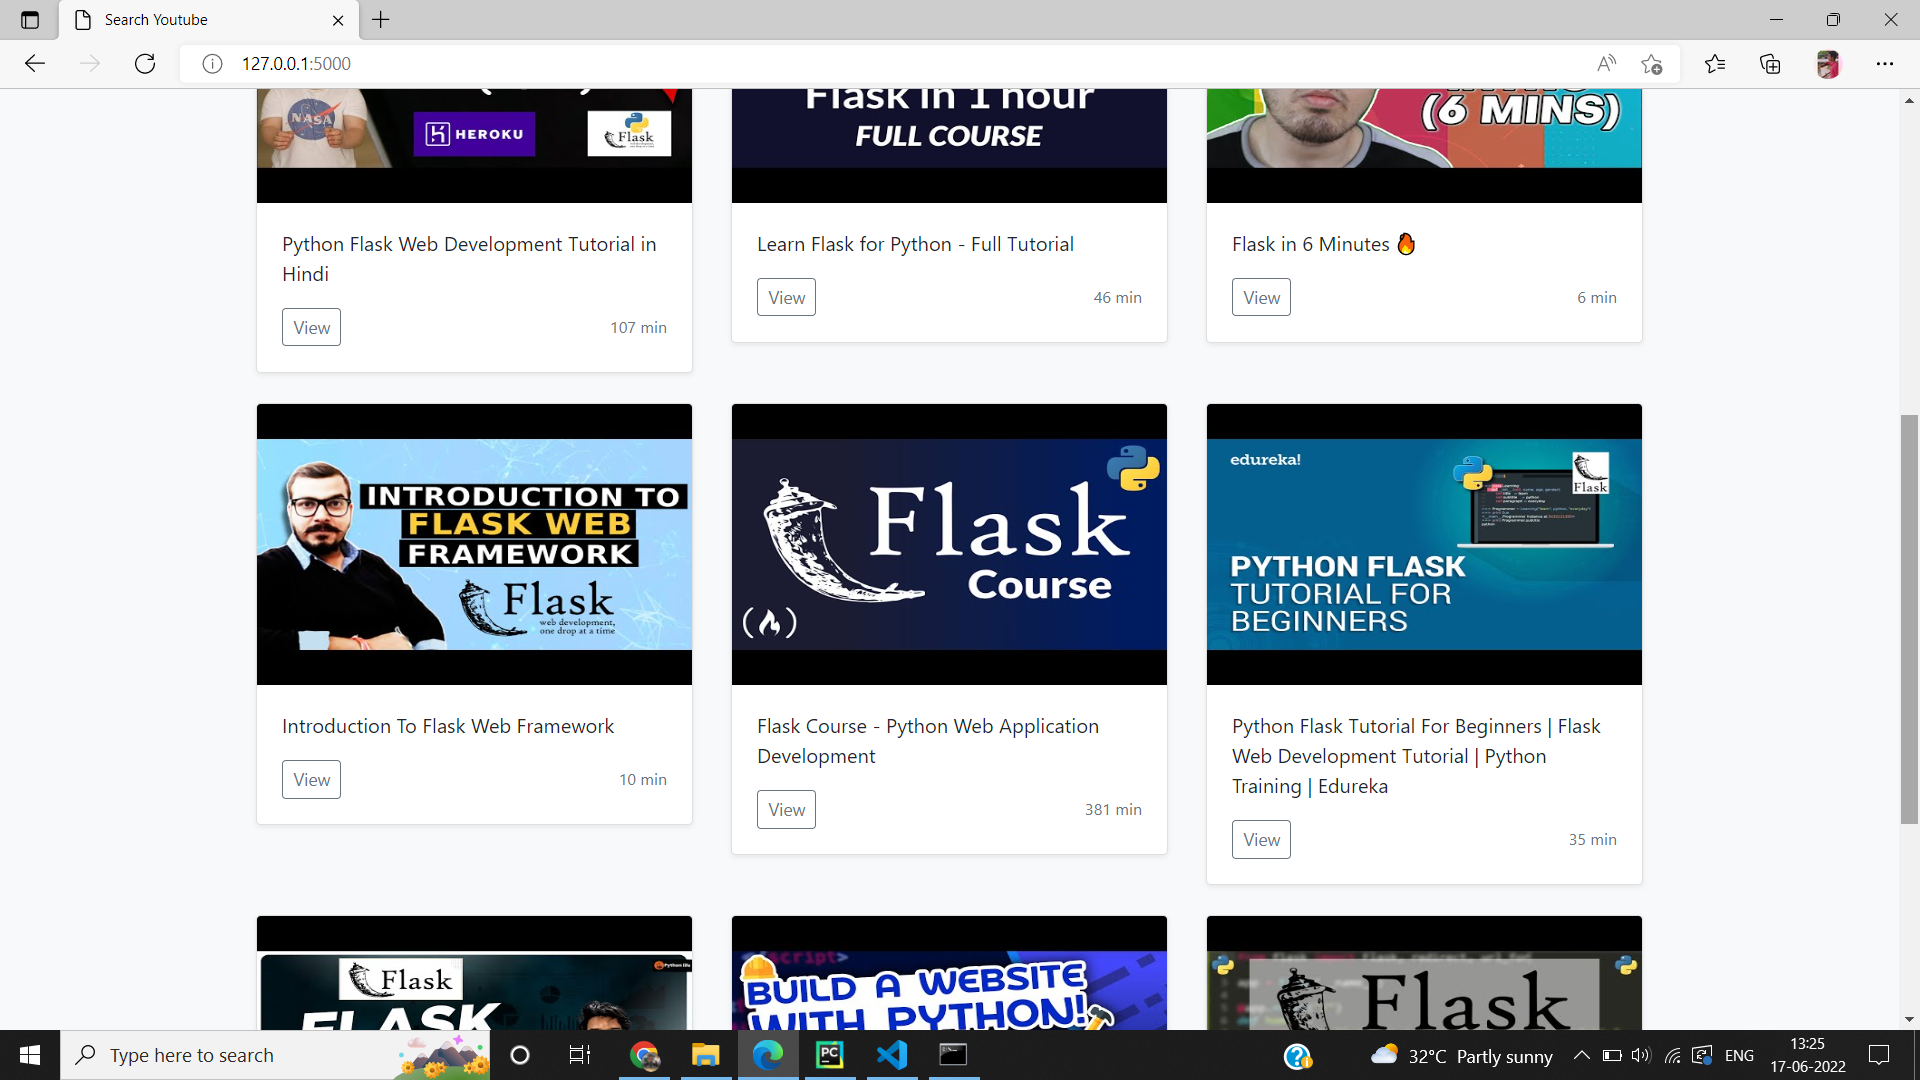 Search Youtube
127.0.0.1:5000
NASA
HEROKU
Flask
Flask in 1 hour
FULL COURSE
(6 MINS)
Python Flask Web Development Tutorial in
Hindi
View
107 min
Learn Flask for Python - Full Tutorial
View
46 min
Flask in 6 Minutes 🔥
View
6 min
INTRODUCTION TO
FLASK WEB
FRAMEWORK
Flask
web development,
one drop at a time
Flask
Course
edureka!
Flask
PYTHON FLASK
TUTORIAL FOR
BEGINNERS
Introduction To Flask Web Framework
View
10 min
Flask Course - Python Web Application
Development
View
381 min
Python Flask Tutorial For Beginners | Flask
Web Development Tutorial | Python
Training | Edureka
View
35 min
Flask
FLASK
script>
BUILD A WEBSITE
WITH PYTHON!
Flask
Type here to search
PC
32°C Partly sunny
ENG
13:25
17-06-2022